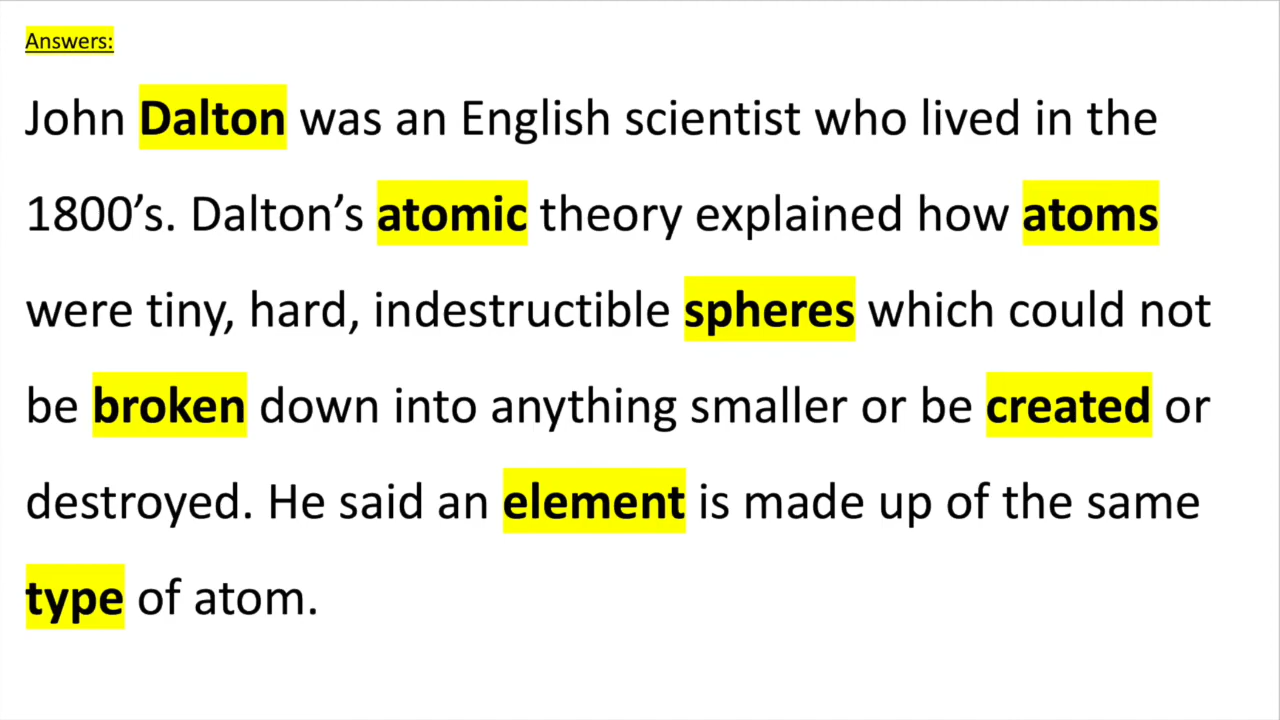 Answers:
John Dalton was an English scientist who lived in the
1800’s. Dalton’s atomic theory explained how atoms
were tiny, hard, indestructible spheres which could not
be broken down into anything smaller or be created or
destroyed. He said an element is made up of the same
type of atom.